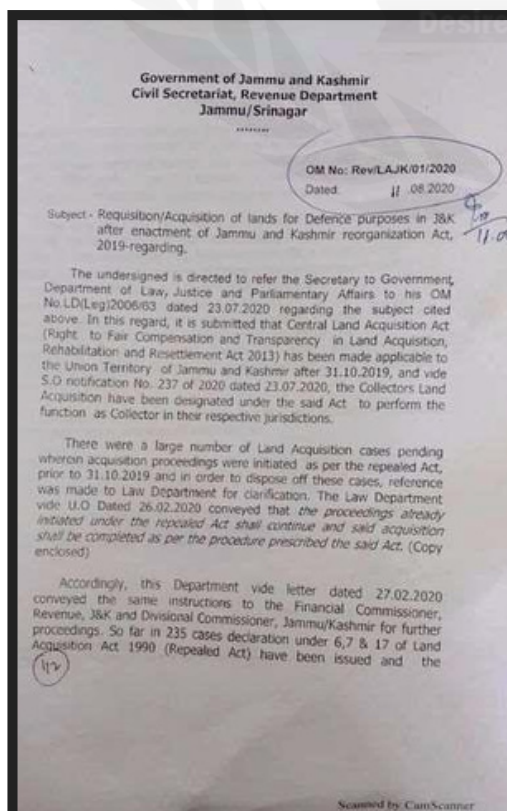 Desire
Government of Jammu and Kashmir
Civil Secretariat, Revenue Department
Jammu/Srinagar
........
OM No: Rev/LAJK/01/2020
Dated: 11 .08.2020
Subject - Requisition/Acquisition of lands for Defence purposes in J&K
after enactment of Jammu and Kashmir reorganization Act,
2019-regarding.
The undersigned is directed to refer the Secretary to Government,
Department of Law, Justice and Parliamentary Affairs to his OM
No.LD(Leg)2006/63 dated 23.07.2020 regarding the subject cited
above. In this regard, it is submitted that Central Land Acquisition Act
(Right to Fair Compensation and Transparency in Land Acquisition,
Rehabilitation and Resettlement Act 2013) has been made applicable to
the Union Territory of Jammu and Kashmir after 31.10.2019, and vide
S.O notification No. 237 of 2020 dated 23.07.2020, the Collectors Land
Acquisition have been designated under the said Act to perform the
function as Collector in their respective jurisdictions.
There were a large number of Land Acquisition cases pending
wherein acquisition proceedings were initiated as per the repealed Act,
prior to 31.10.2019 and in order to dispose off these cases, reference
was made to Law Department for clarification. The Law Department
vide U.O Dated 26.02.2020 conveyed that the proceedings already
initiated under the repealed Act shall continue and said acquisition
shall be completed as per the procedure prescribed the said Act. (Copy
enclosed)
Accordingly, this Department vide letter dated 27.02.2020
conveyed the same instructions to the Financial Commissioner,
Revenue, J&K and Divisional Commissioner, Jammu/Kashmir for further
proceedings. So far in 235 cases declaration under 6,7 & 17 of Land
Acquisition Act 1990 (Repealed Act) have been issued and the
Scanned by CamScanner